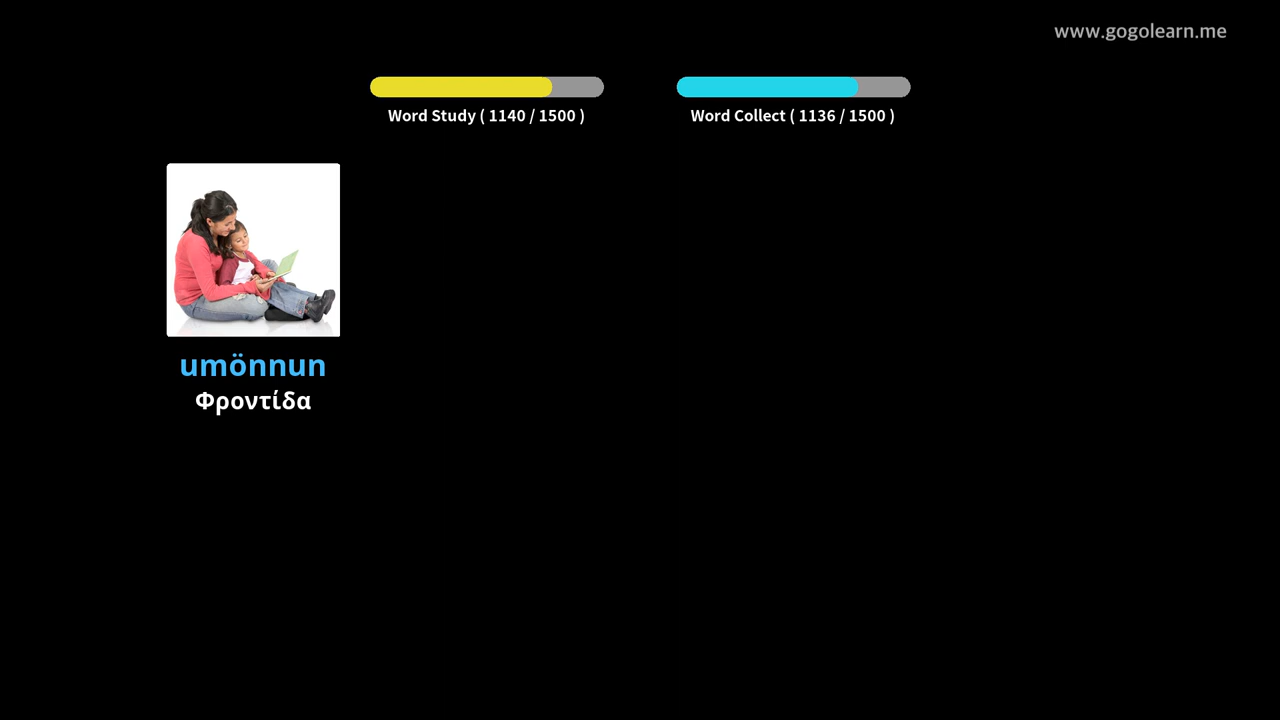 www.gogolearn.me
Word Study ( 1140 / 1500 )
Word Collect ( 1136 / 1500 )
umönnun
Φροντίδα